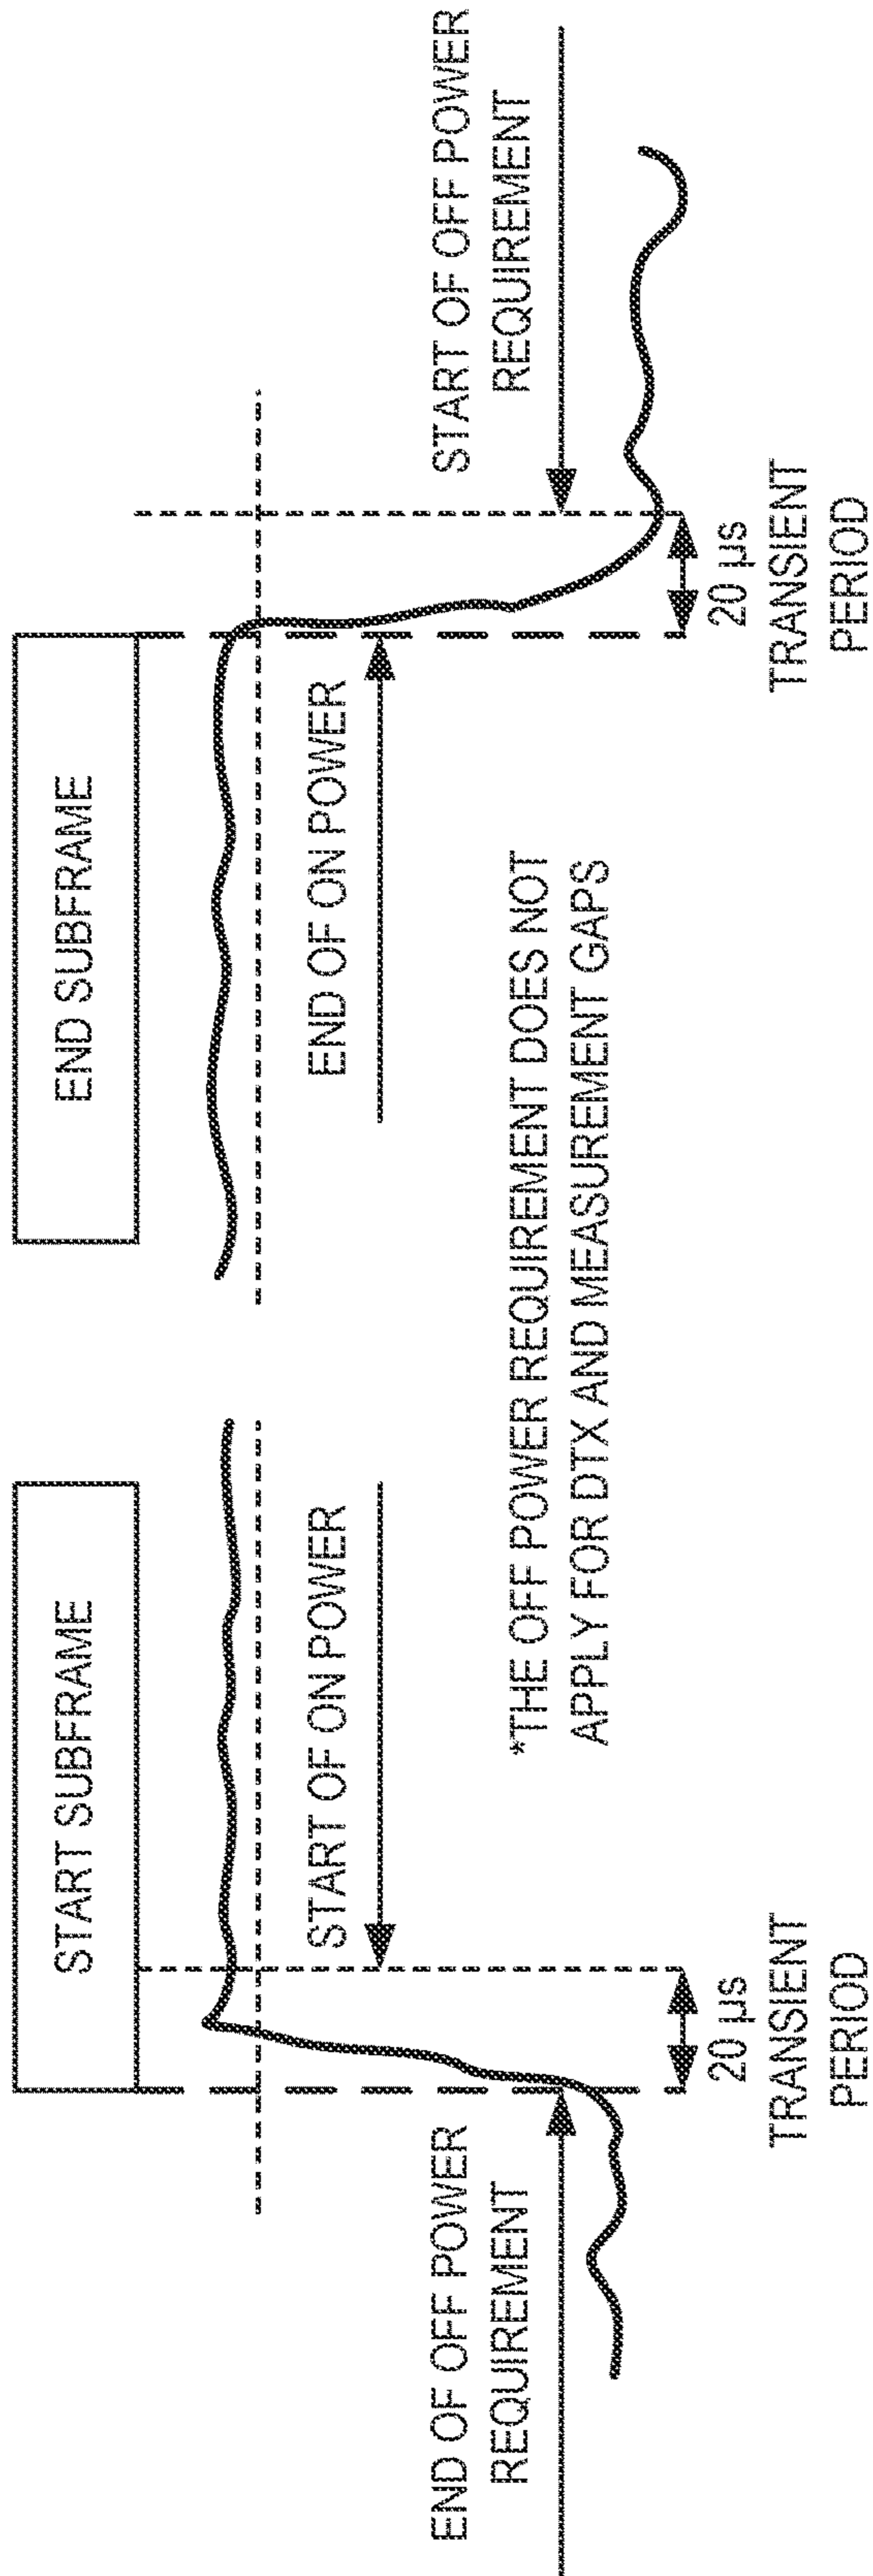 START SUBFRAME
END SUBFRAME
START OF ON POWER
END OF ON POWER
END OF OFF POWER
REQUIREMENT
START OF OFF POWER
REQUIREMENT
*THE OFF POWER REQUIREMENT DOES NOT
APPLY FOR DTX AND MEASUREMENT GAPS
20 µs
TRANSIENT
PERIOD
20 µs
TRANSIENT
PERIOD